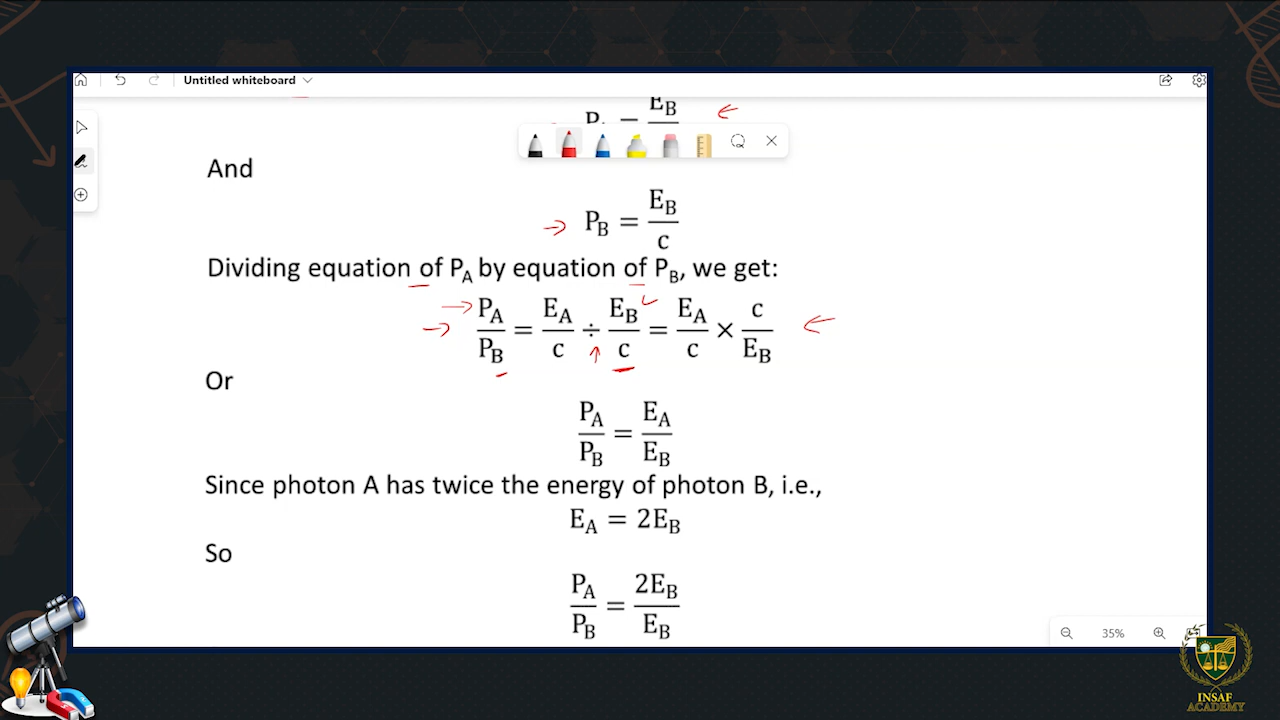 Untitled whiteboard
P = E_B
And
P_B = E_B / c
Dividing equation of P_A by equation of P_B, we get:
P_A / P_B = E_A / c ÷ E_B / c = E_A / c × c / E_B
Or
P_A / P_B = E_A / E_B
Since photon A has twice the energy of photon B, i.e.,
E_A = 2E_B
So
P_A / P_B = 2E_B / E_B
35%
INSAF
ACADEMY